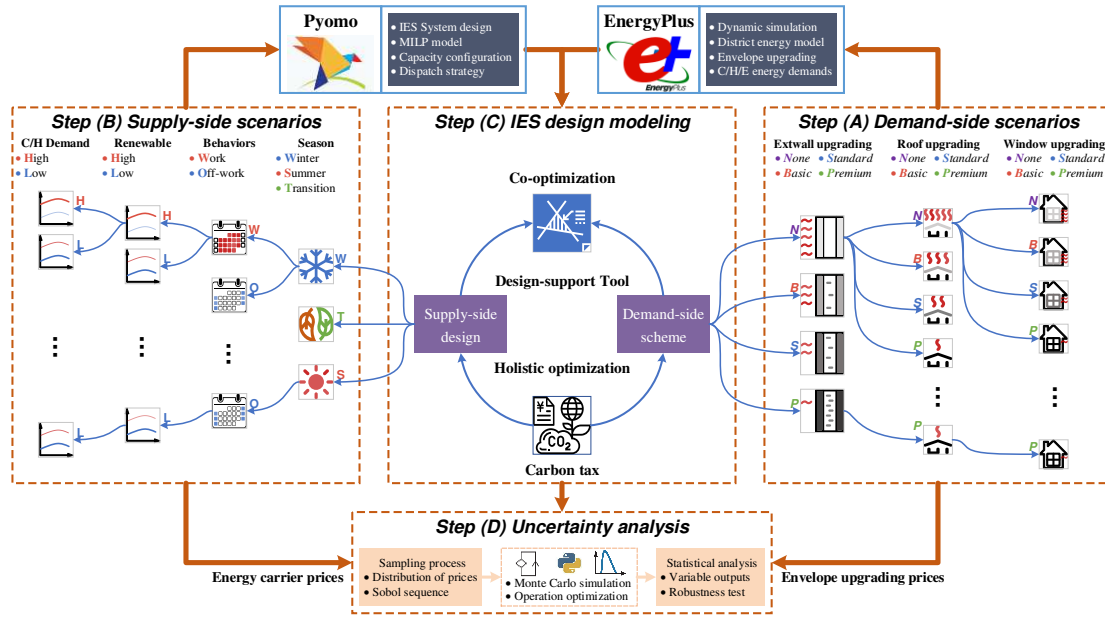 Pyomo
• IES System design
• MILP model
• Capacity configuration
• Dispatch strategy
EnergyPlus
e+
EnergyPlus
• Dynamic simulation
• District energy model
• Envelope upgrading
• C/H/E energy demands
Step (B) Supply-side scenarios
C/H Demand
• High
• Low
Renewable
• High
• Low
Behaviors
• Work
• Off-work
Season
• Winter
• Summer
• Transition
H
H
W
L
L
W
O
T
S
O
L
L
Step (C) IES design modeling
Co-optimization
Design-support Tool
Supply-side
design
Demand-side
scheme
Holistic optimization
¥
CO₂
Carbon tax
Step (A) Demand-side scenarios
Extwall upgrading
• None • Standard
• Basic • Premium
Roof upgrading
• None • Standard
• Basic • Premium
Window upgrading
• None • Standard
• Basic • Premium
N
B
S
P
N
B
S
P
P
N
B
S
P
P
Step (D) Uncertainty analysis
Energy carrier prices
Sampling process
• Distribution of prices
• Sobol sequence
• Monte Carlo simulation
• Operation optimization
Statistical analysis
• Variable outputs
• Robustness test
Envelope upgrading prices